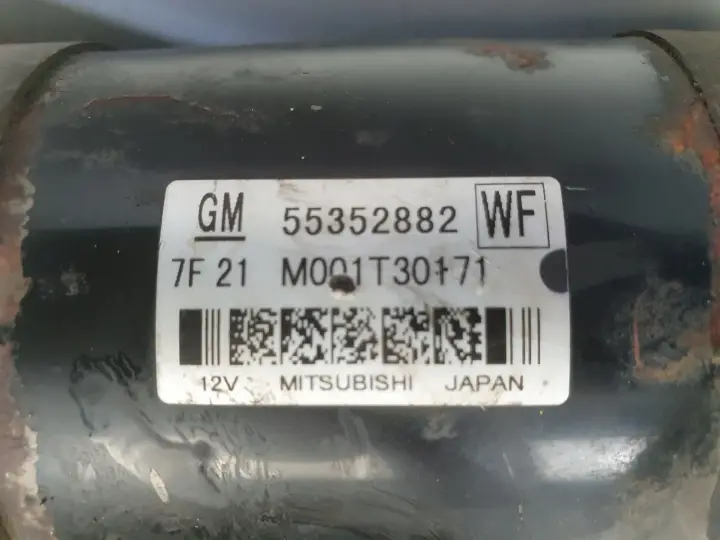 GM 55352882 WF
7F 21 M001T30171
12V MITSUBISHI JAPAN